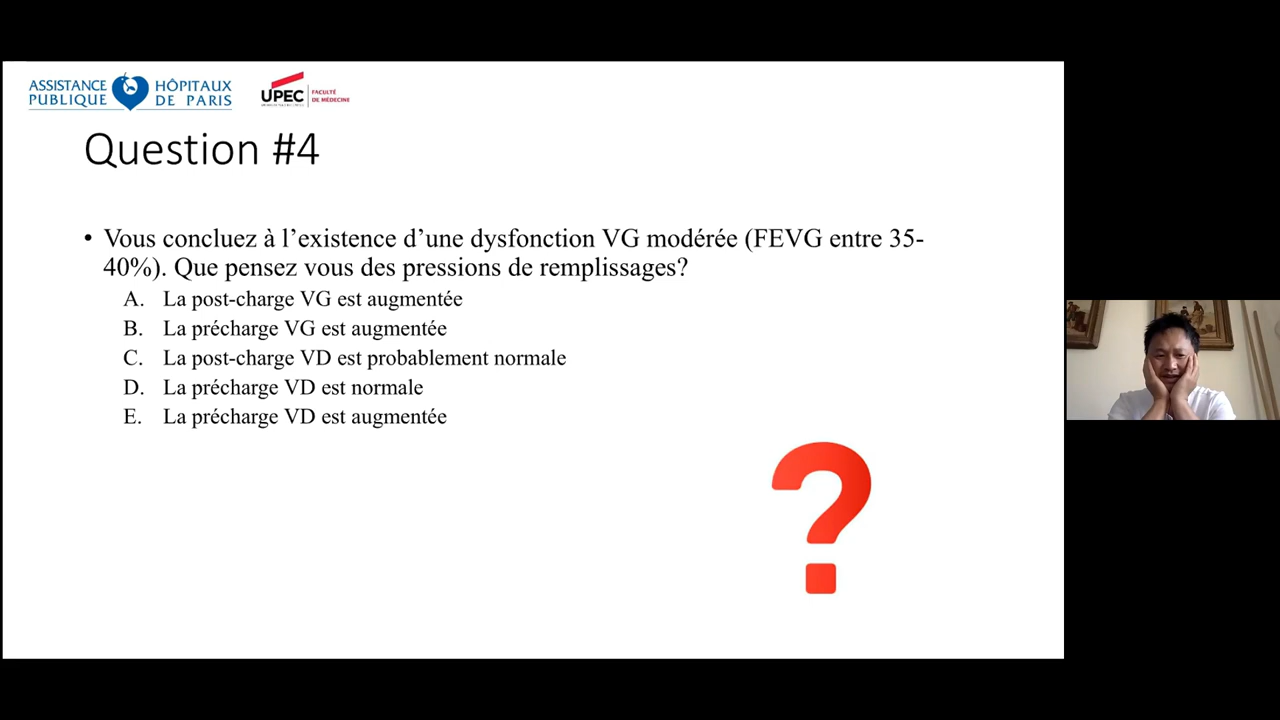 ASSISTANCE HÔPITAUX
PUBLIQUE DE PARIS
UPEC FACULTÉ
DE MÉDECINE
Question #4
• Vous concluez à l’existence d’une dysfonction VG modérée (FEVG entre 35-
40%). Que pensez vous des pressions de remplissages?
A. La post-charge VG est augmentée
B. La précharge VG est augmentée
C. La post-charge VD est probablement normale
D. La précharge VD est normale
E. La précharge VD est augmentée